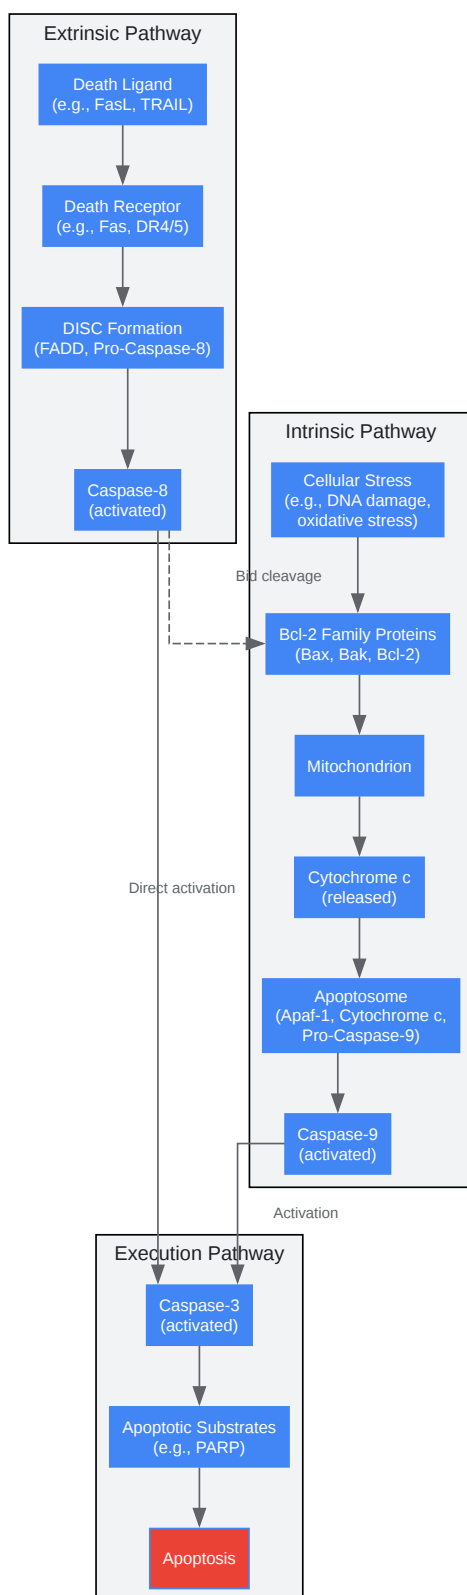 Extrinsic Pathway
Death Ligand
(e.g., FasL, TRAIL)
Death Receptor
(e.g., Fas, DR4/5)
DISC Formation
(FADD, Pro-Caspase-8)
Caspase-8
(activated)
Intrinsic Pathway
Cellular Stress
(e.g., DNA damage,
oxidative stress)
Bid cleavage
Bcl-2 Family Proteins
(Bax, Bak, Bcl-2)
Mitochondrion
Cytochrome c
(released)
Direct activation
Apoptosome
(Apaf-1, Cytochrome c,
Pro-Caspase-9)
Caspase-9
(activated)
Activation
Execution Pathway
Caspase-3
(activated)
Apoptotic Substrates
(e.g., PARP)
Apoptosis